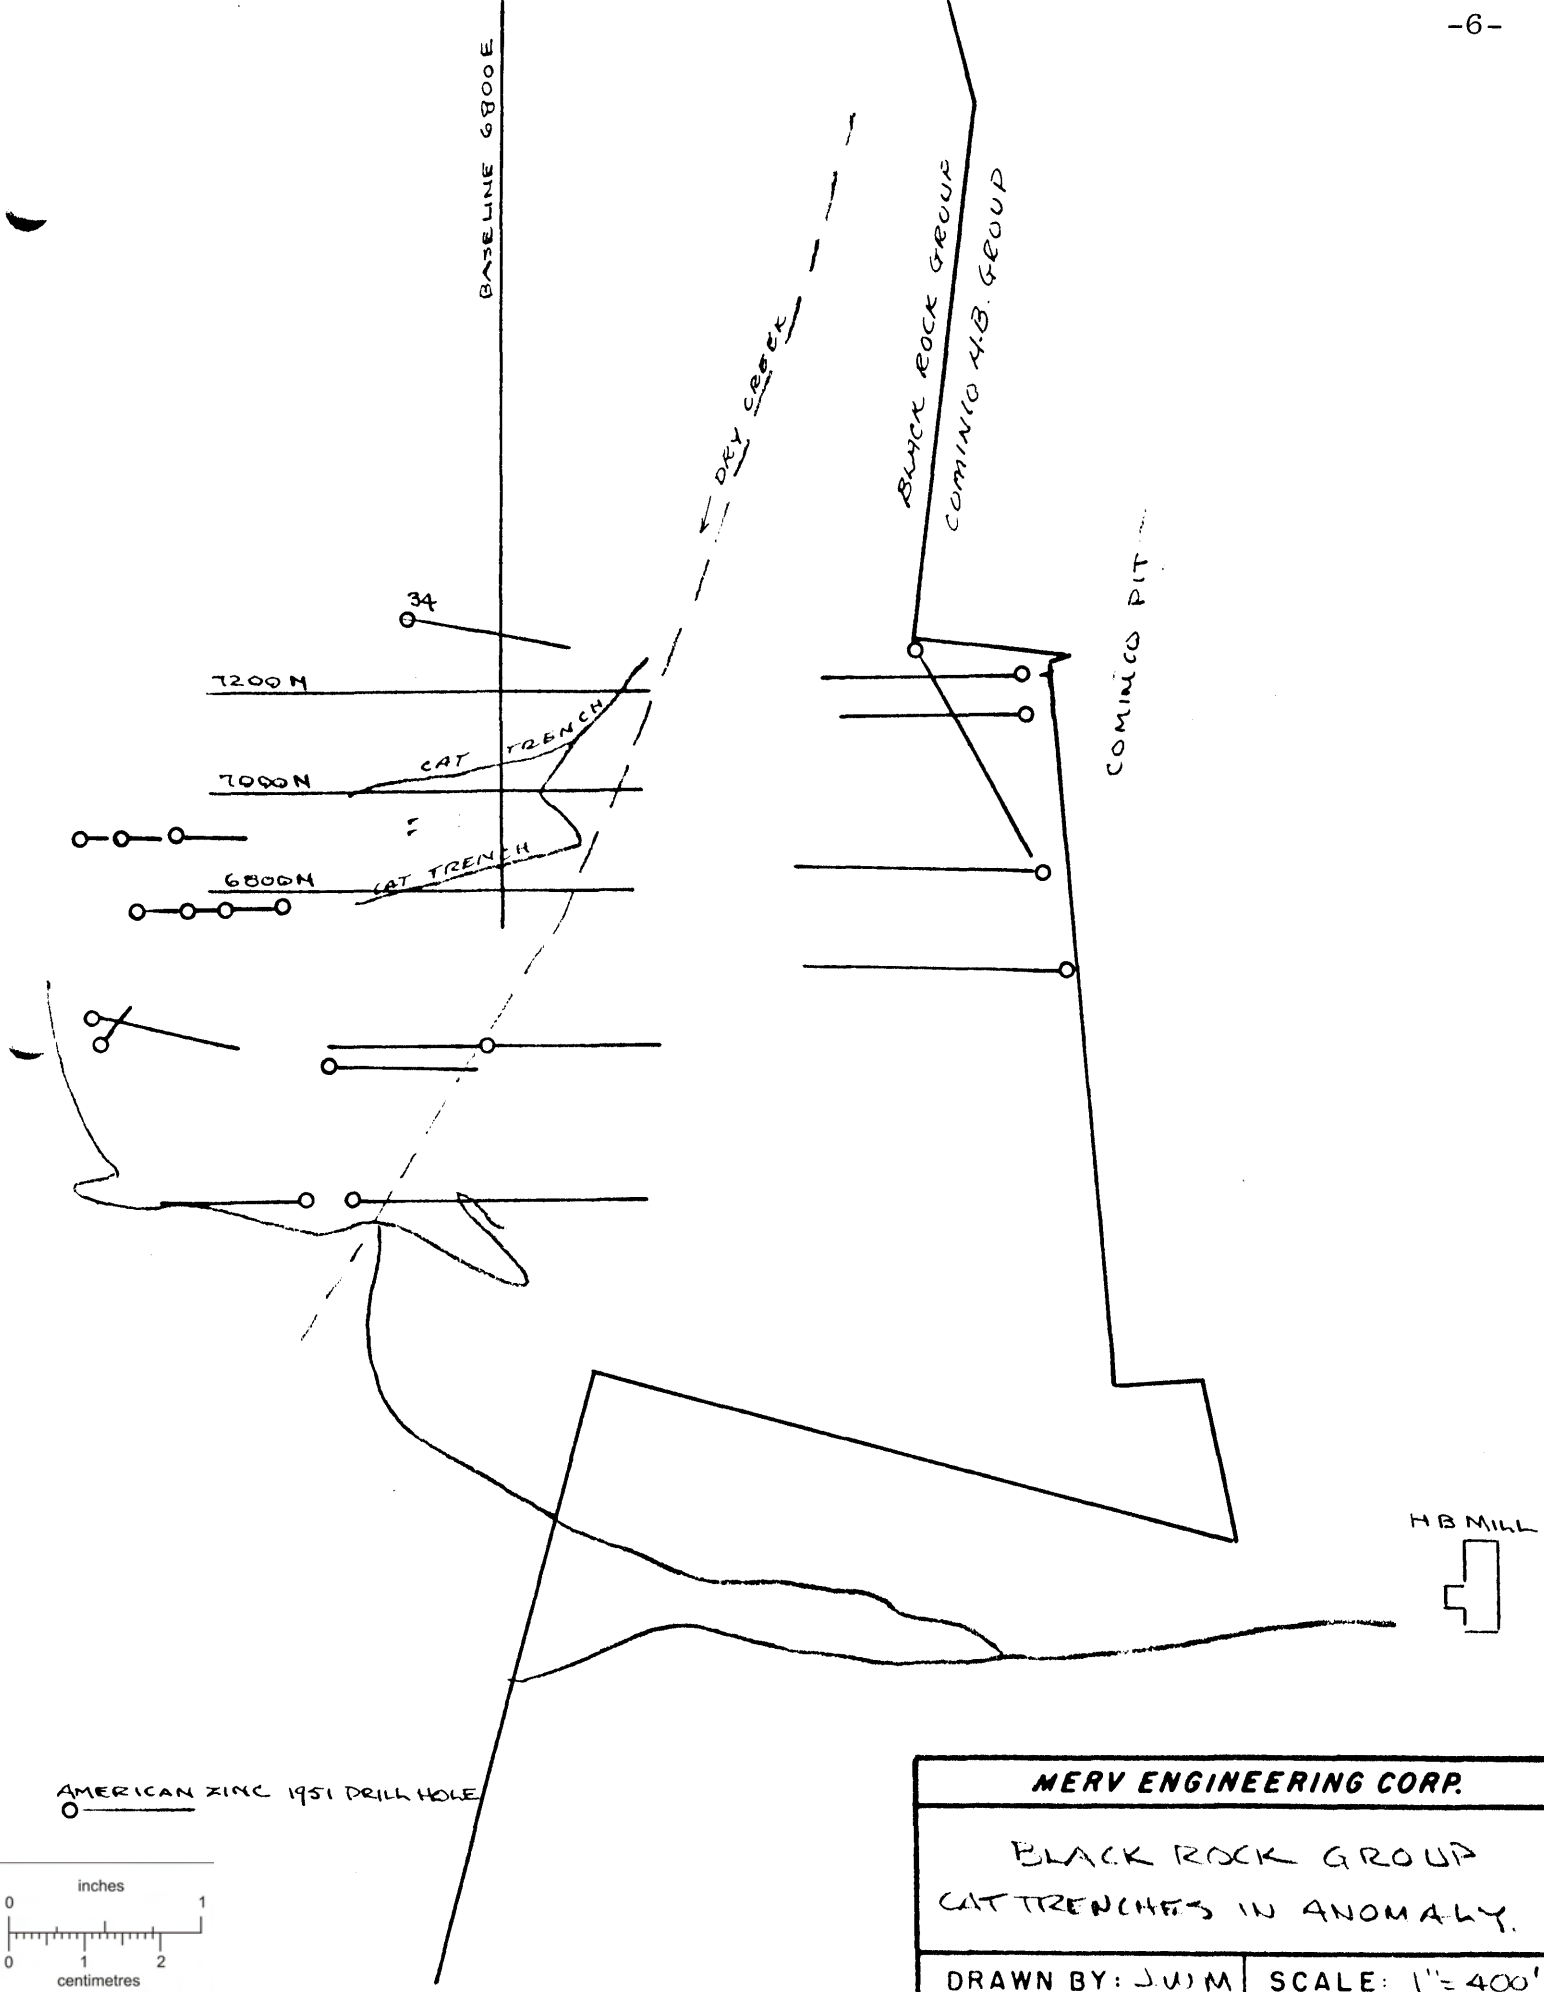 -6-
BASELINE 6800E
BLACK ROCK GROUP
COMINCO H.B. GROUP
← DRY CREEK
COMINCO PIT
34
7200N
CAT TRENCH
7000N
CAT TRENCH
6800N
HB MILL
AMERICAN ZINC 1951 DRILL HOLE
inches
0 1
0 1 2
centimetres
MERV ENGINEERING CORP.
BLACK ROCK GROUP
CAT TRENCHES IN ANOMALY.
DRAWN BY: J.W.M SCALE: 1"=400'